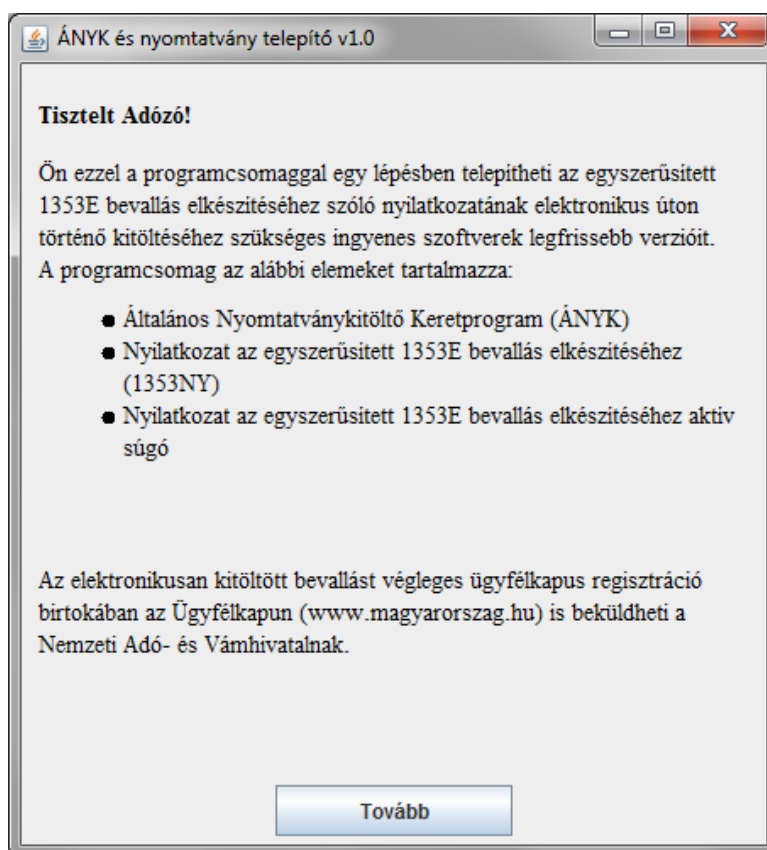 ÁNYK és nyomtatvány telepítő v1.0
Tisztelt Adózó!
Ön ezzel a programcsomaggal egy lépésben telepítheti az egyszerűsített
1353E bevallás elkészítéséhez szóló nyilatkozatának elektronikus úton
történő kitöltéséhez szükséges ingyenes szoftverek legfrissebb verzióit.
A programcsomag az alábbi elemeket tartalmazza:
● Általános Nyomtatványkitöltő Keretprogram (ÁNYK)
● Nyilatkozat az egyszerűsített 1353E bevallás elkészítéséhez
(1353NY)
● Nyilatkozat az egyszerűsített 1353E bevallás elkészítéséhez aktív
súgó
Az elektronikusan kitöltött bevallást végleges ügyfélkapus regisztráció
birtokában az Ügyfélkapun (www.magyarorszag.hu) is beküldheti a
Nemzeti Adó- és Vámhivatalnak.
Tovább